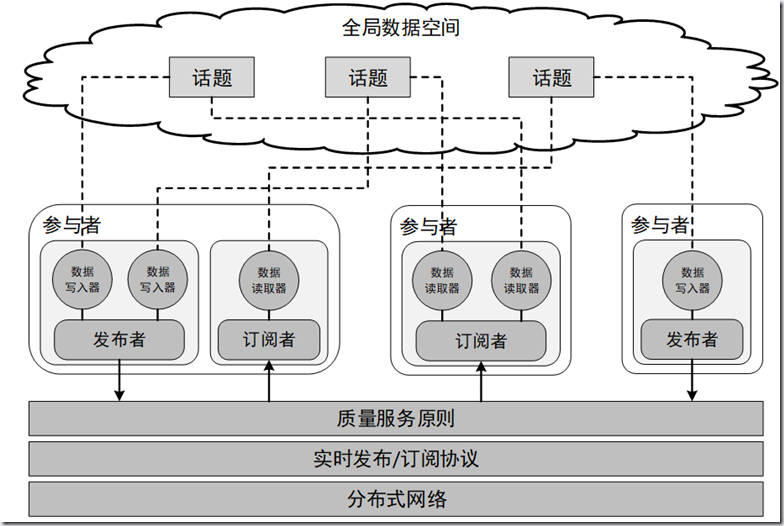 全局数据空间
话题
话题
话题
参与者
参与者
参与者
数据
写入器
数据
写入器
数据
读取器
数据
读取器
数据
读取器
数据
写入器
发布者
订阅者
订阅者
发布者
质量服务原则
实时发布/订阅协议
分布式网络